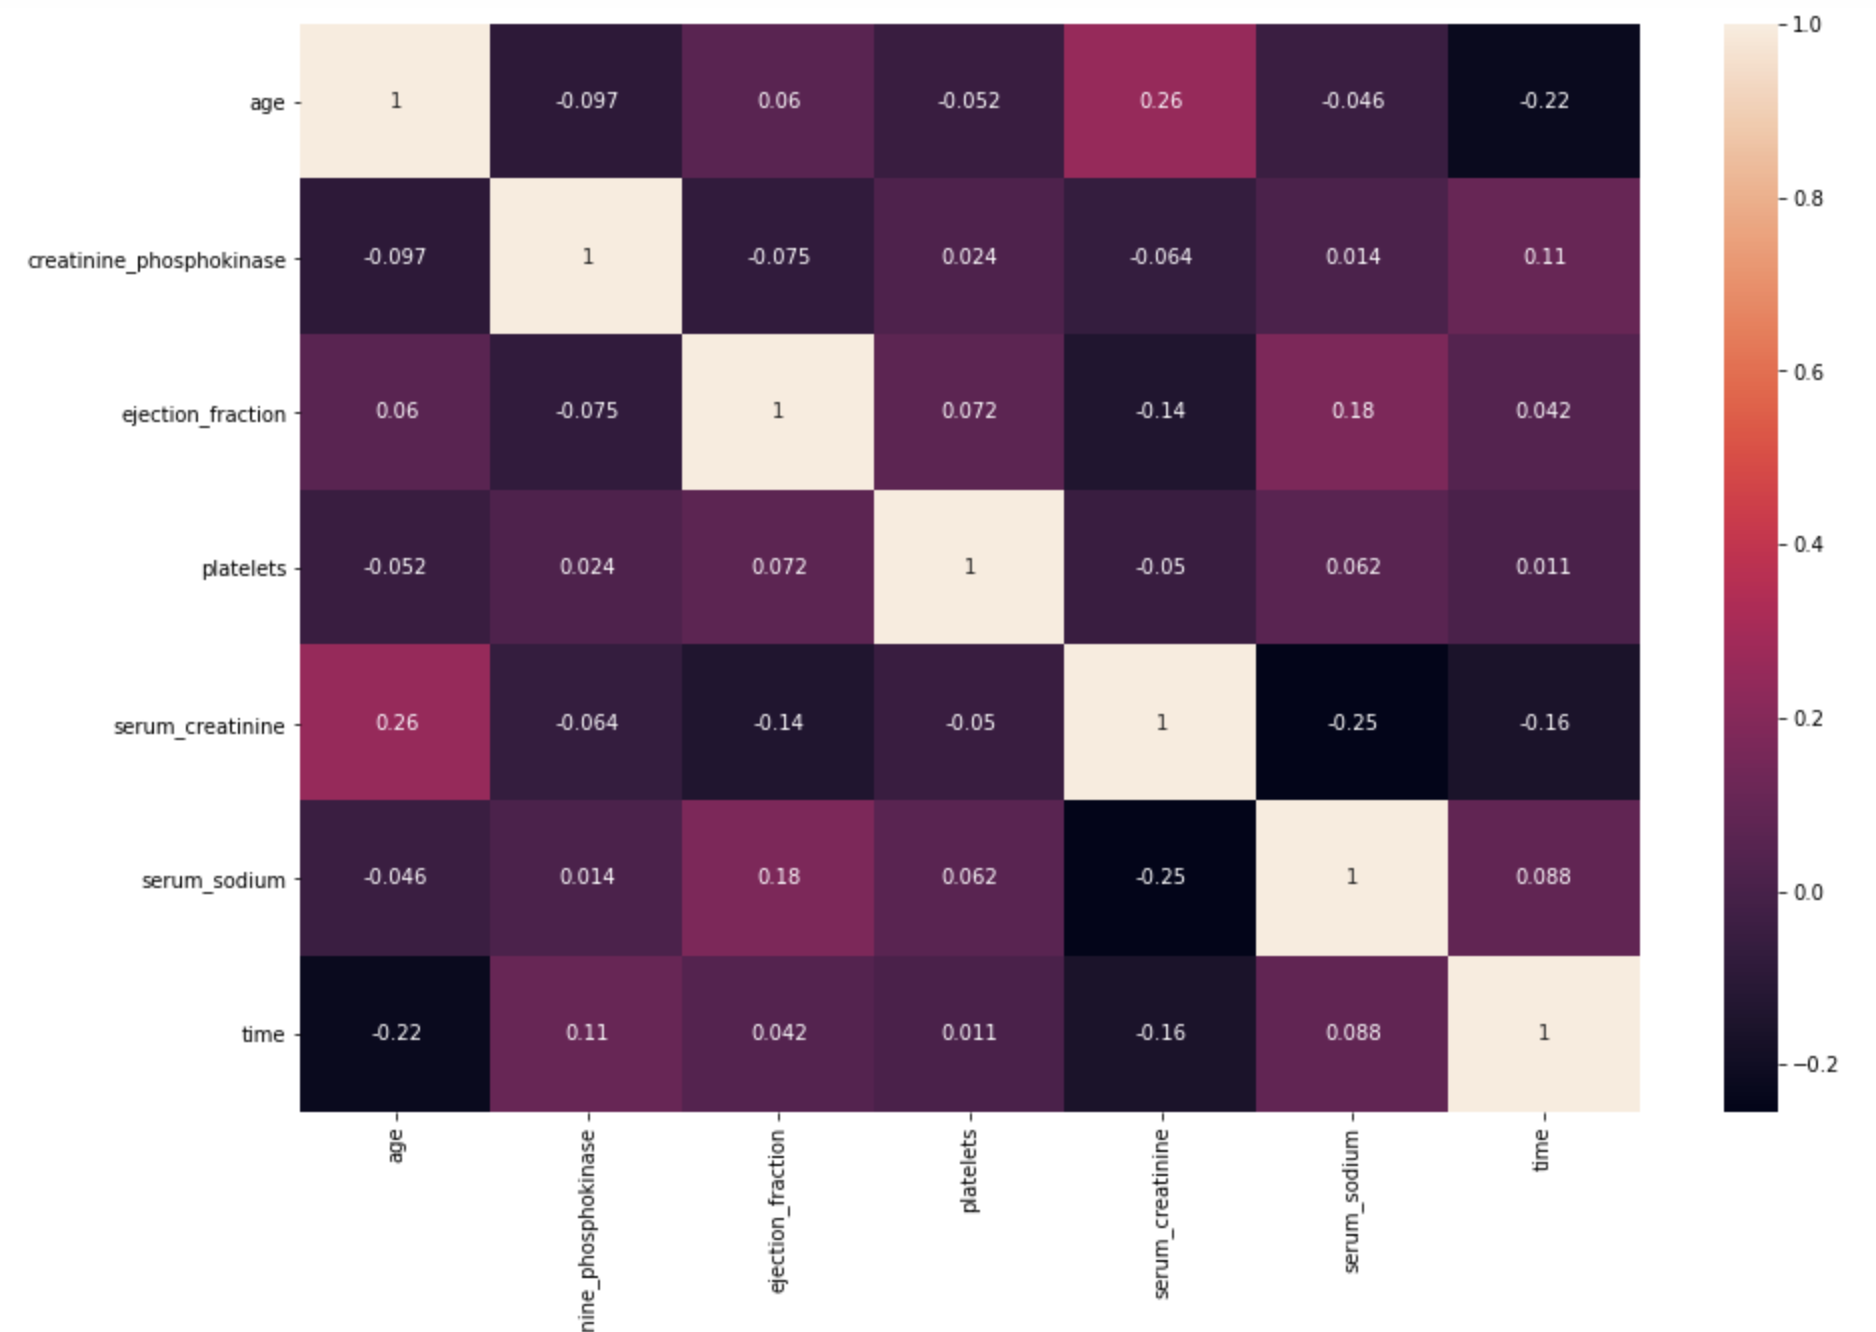 age 1 -0.097 0.06 -0.052 0.26 -0.046 -0.22
creatinine_phosphokinase -0.097 1 -0.075 0.024 -0.064 0.014 0.11
ejection_fraction 0.06 -0.075 1 0.072 -0.14 0.18 0.042
platelets -0.052 0.024 0.072 1 -0.05 0.062 0.011
serum_creatinine 0.26 -0.064 -0.14 -0.05 1 -0.25 -0.16
serum_sodium -0.046 0.014 0.18 0.062 -0.25 1 0.088
time -0.22 0.11 0.042 0.011 -0.16 0.088 1
age
nine_phosphokinase
ejection_fraction
platelets
serum_creatinine
serum_sodium
time
1.0
0.8
0.6
0.4
0.2
0.0
−0.2